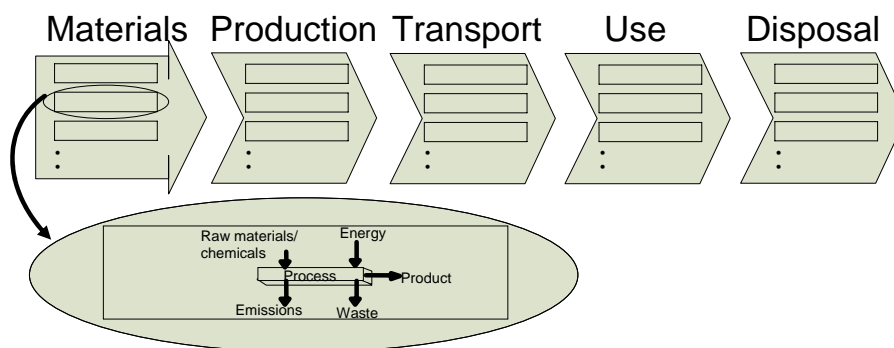 Materials Production Transport Use Disposal
Raw materials/
chemicals
Energy
Process
Product
Emissions
Waste